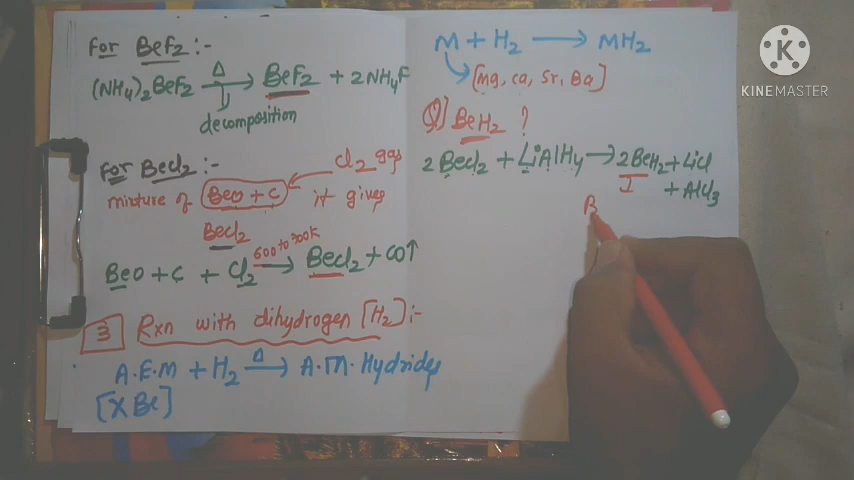 For BeF2 :-
(NH4)2BeF2 Δ→ BeF2 + 2NH4F
decomposition
For BeCl2 :-
mixture of BeO + C ← Cl2 gas
it gives
BeCl2
BeO + C + Cl2 600 to 700K→ BeCl2 + CO↑
3 Rxn with dihydrogen [H2] :-
A.E.M + H2 Δ→ A.M. Hydrides
[X Be]
M + H2 → MH2
[Mg, Ca, Sr, Ba]
Q] BeH2 ?
2BeCl2 + LiAlH4 → 2BeH2 + LiCl
+ AlCl3
I
B
K
KINEMASTER